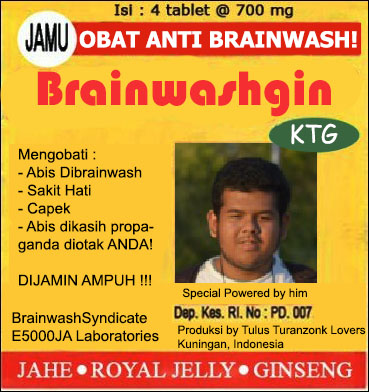 Isi : 4 tablet @ 700 mg
JAMU OBAT ANTI BRAINWASH!
Brainwashgin
KTG
Mengobati :
- Abis Dibrainwash
- Sakit Hati
- Capek
- Abis dikasih propa-
ganda diotak ANDA!
DIJAMIN AMPUH !!!
BrainwashSyndicate
E5000JA Laboratories
Special Powered by him
Dep. Kes. RI. No : PD. 007
Produksi by Tulus Turanzonk Lovers
Kuningan, Indonesia
JAHE • ROYAL JELLY • GINSENG